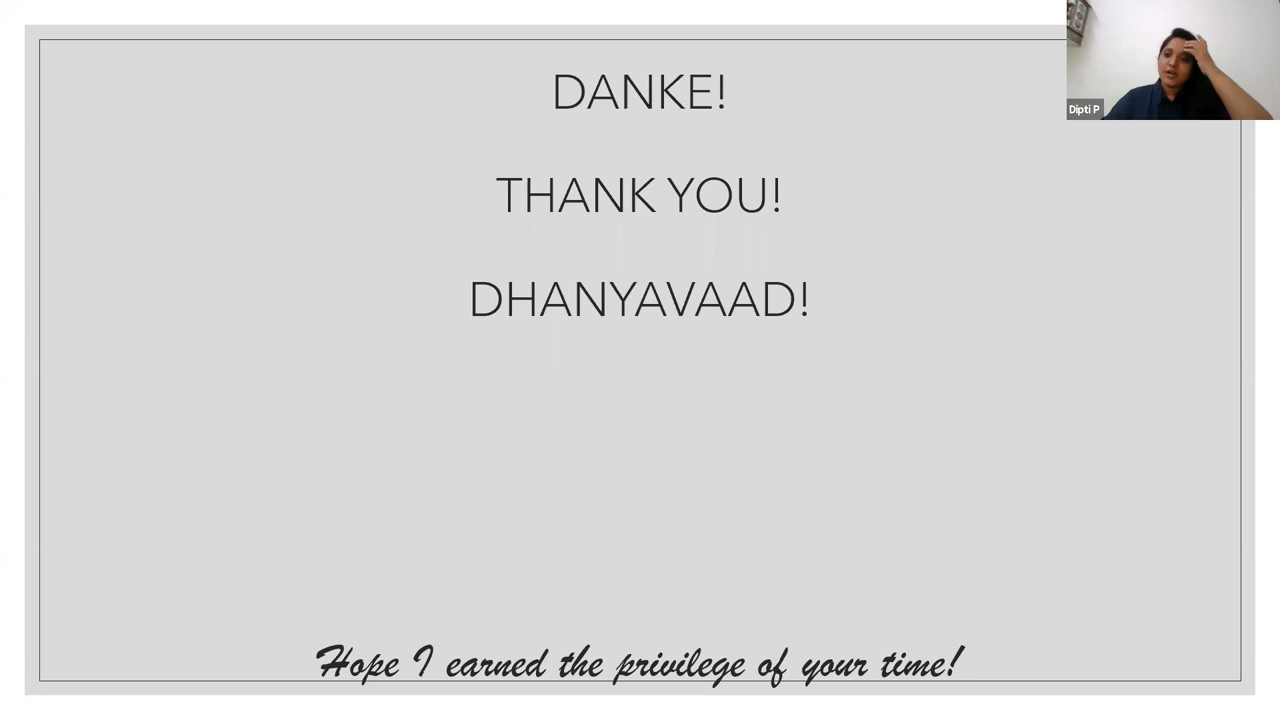 DANKE!
THANK YOU!
DHANYAVAAD!
Hope I earned the privilege of your time!
Dipti P